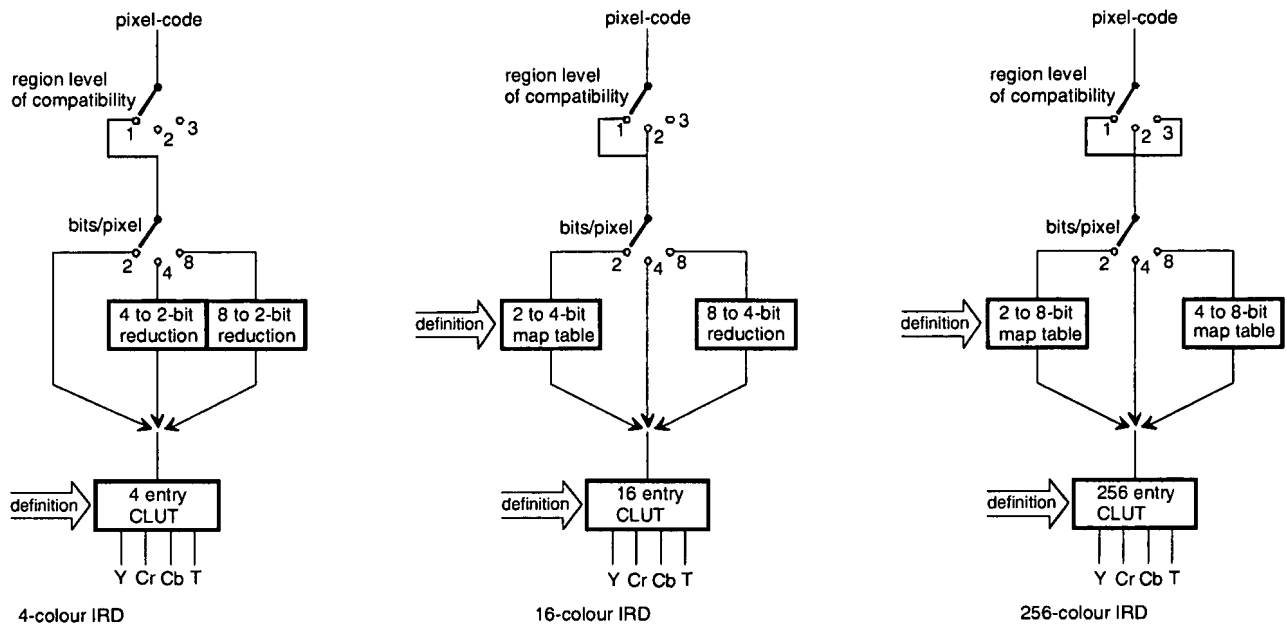 pixel-code
region level
of compatibility
1
2
3
bits/pixel
2
4
8
4 to 2-bit
reduction
8 to 2-bit
reduction
definition
4 entry
CLUT
Y Cr Cb T
4-colour IRD
pixel-code
region level
of compatibility
1
2
3
bits/pixel
2
4
8
definition
2 to 4-bit
map table
8 to 4-bit
reduction
definition
16 entry
CLUT
Y Cr Cb T
16-colour IRD
pixel-code
region level
of compatibility
1
2
3
bits/pixel
2
4
8
definition
2 to 8-bit
map table
4 to 8-bit
map table
definition
256 entry
CLUT
Y Cr Cb T
256-colour IRD